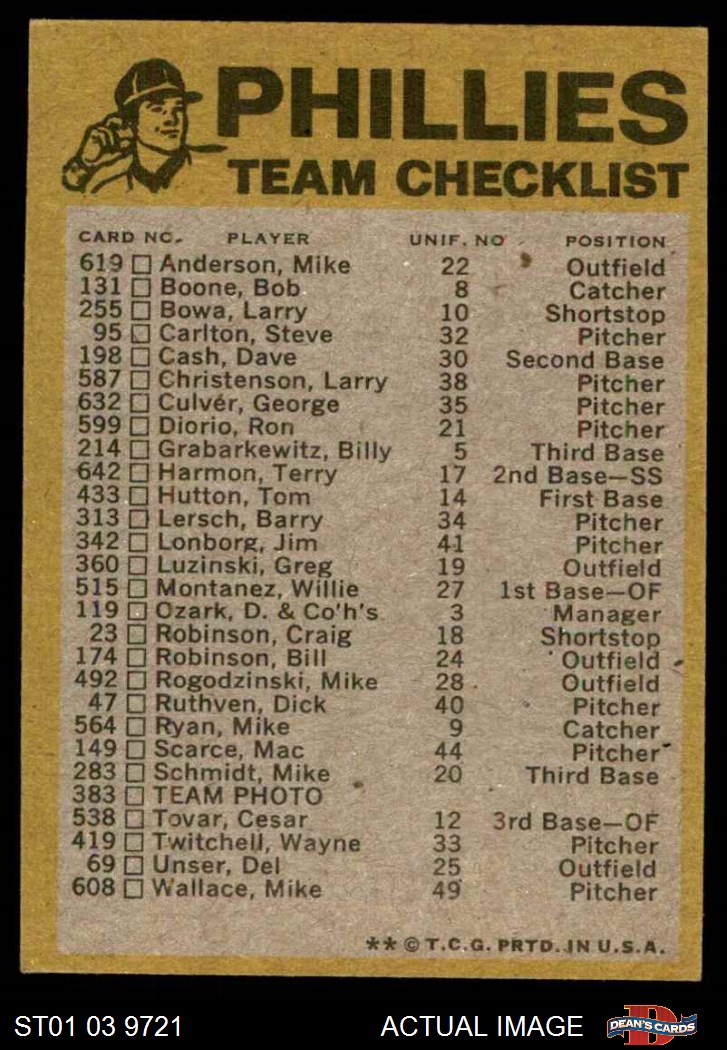 PHILLIES
TEAM CHECKLIST
CARD NO. PLAYER UNIF. NO POSITION
619 Anderson, Mike 22 Outfield
131 Boone, Bob 8 Catcher
255 Bowa, Larry 10 Shortstop
95 Carlton, Steve 32 Pitcher
198 Cash, Dave 30 Second Base
587 Christenson, Larry 38 Pitcher
632 Culver, George 35 Pitcher
599 Diorio, Ron 21 Pitcher
214 Grabarkewitz, Billy 5 Third Base
642 Harmon, Terry 17 2nd Base—SS
433 Hutton, Tom 14 First Base
313 Lersch, Barry 34 Pitcher
342 Lonborg, Jim 41 Pitcher
360 Luzinski, Greg 19 Outfield
515 Montanez, Willie 27 1st Base—OF
119 Ozark, D. & Co'h's 3 Manager
23 Robinson, Craig 18 Shortstop
174 Robinson, Bill 24 Outfield
492 Rogodzinski, Mike 28 Outfield
47 Ruthven, Dick 40 Pitcher
564 Ryan, Mike 9 Catcher
149 Scarce, Mac 44 Pitcher
283 Schmidt, Mike 20 Third Base
383 TEAM PHOTO
538 Tovar, Cesar 12 3rd Base—OF
419 Twitchell, Wayne 33 Pitcher
69 Unser, Del 25 Outfield
608 Wallace, Mike 49 Pitcher
** © T.C.G. PRTD. IN U.S.A.
ST01 03 9721 ACTUAL IMAGE D DEAN'S CARDS